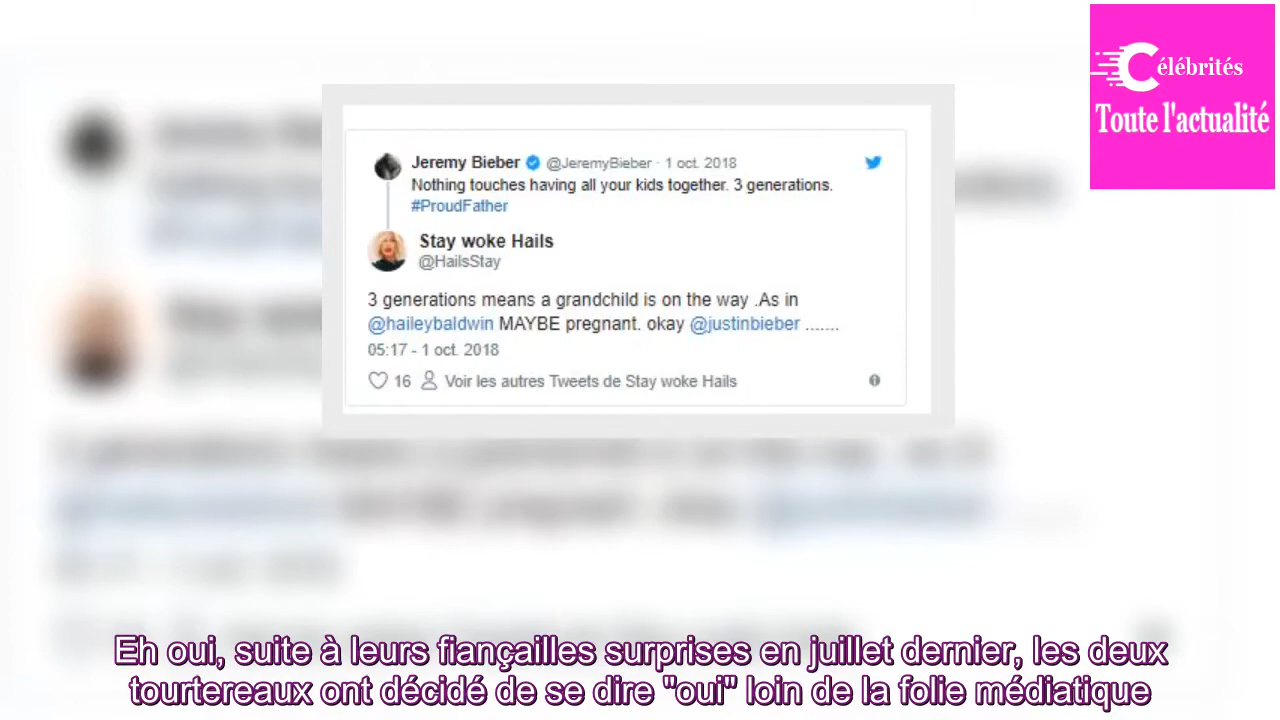 Célébrités
Toute l'actualité
Jeremy Bieber @JeremyBieber · 1 oct. 2018
Nothing touches having all your kids together. 3 generations.
#ProudFather
Stay woke Hails
@HailsStay
3 generations means a grandchild is on the way .As in
@haileybaldwin MAYBE pregnant. okay @justinbieber .......
05:17 - 1 oct. 2018
16 Voir les autres Tweets de Stay woke Hails
Eh oui, suite à leurs fiançailles surprises en juillet dernier, les deux
tourtereaux ont décidé de se dire "oui" loin de la folie médiatique